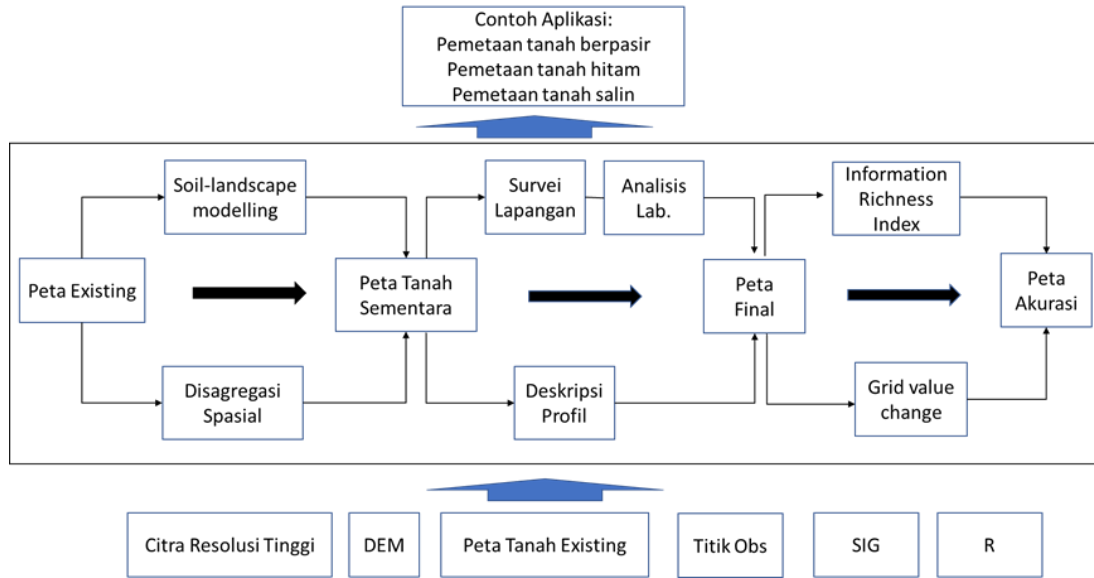 Contoh Aplikasi:
Pemetaan tanah berpasir
Pemetaan tanah hitam
Pemetaan tanah salin
Soil-landscape
modelling
Survei
Lapangan
Analisis
Lab.
Information
Richness
Index
Peta Existing
Peta Tanah
Sementara
Peta
Final
Peta
Akurasi
Disagregasi
Spasial
Deskripsi
Profil
Grid value
change
Citra Resolusi Tinggi
DEM
Peta Tanah Existing
Titik Obs
SIG
R